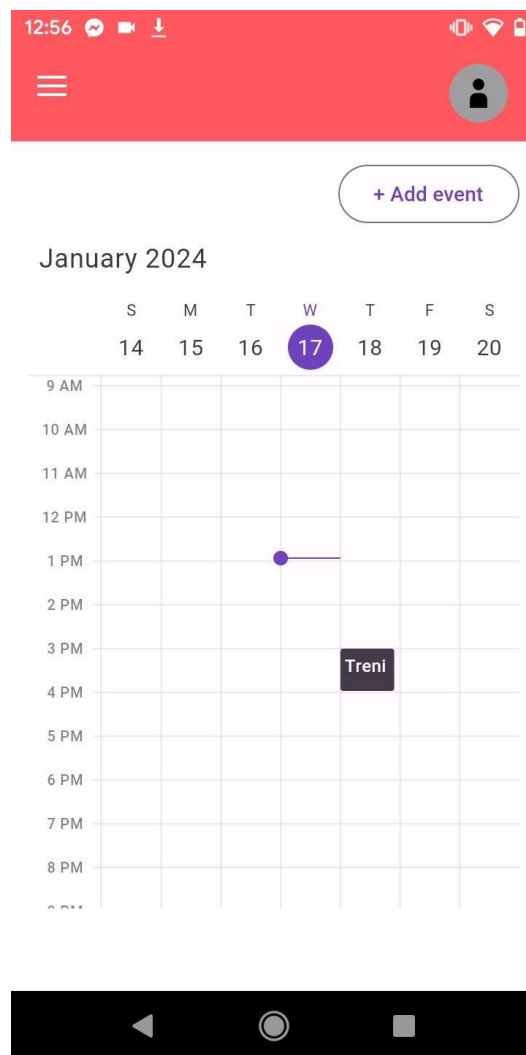 12:56
+ Add event
January 2024
S M T W T F S
14 15 16 17 18 19 20
9 AM
10 AM
11 AM
12 PM
1 PM
2 PM
3 PM
Treni
4 PM
5 PM
6 PM
7 PM
8 PM